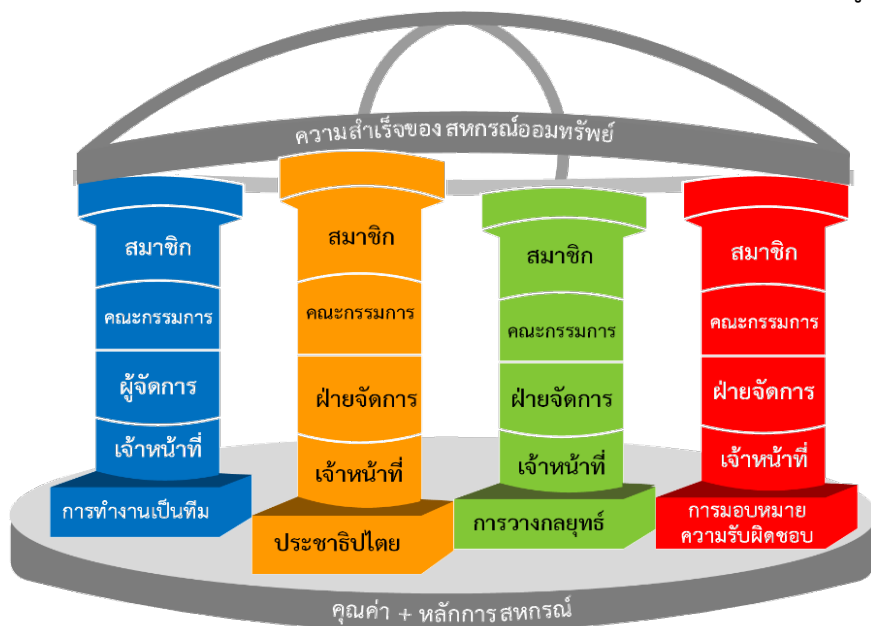 ความสำเร็จของสหกรณ์ออมทรัพย์
สมาชิก
คณะกรรมการ
ผู้จัดการ
เจ้าหน้าที่
การทำงานเป็นทีม
สมาชิก
คณะกรรมการ
ฝ่ายจัดการ
เจ้าหน้าที่
ประชาธิปไตย
สมาชิก
คณะกรรมการ
ฝ่ายจัดการ
เจ้าหน้าที่
การวางกลยุทธ์
สมาชิก
คณะกรรมการ
ฝ่ายจัดการ
เจ้าหน้าที่
การมอบหมาย
ความรับผิดชอบ
คุณค่า + หลักการสหกรณ์